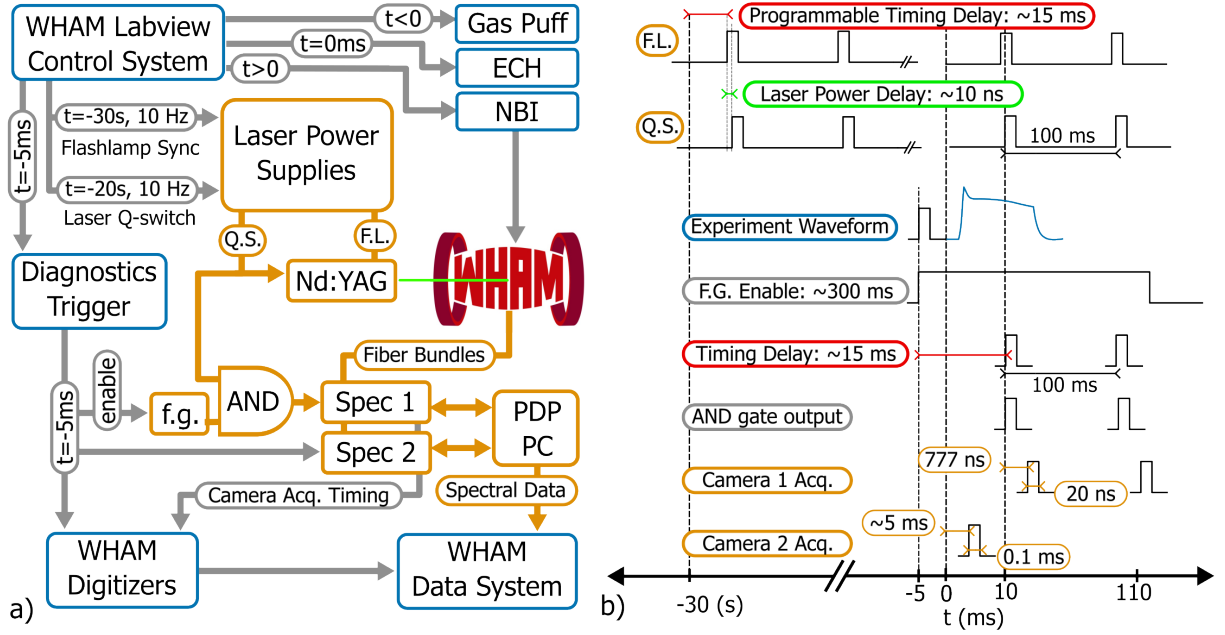 WHAM Labview
Control System
t<0
t=0ms
t>0
Gas Puff
ECH
NBI
t=-5ms
t=-30s, 10 Hz
Flashlamp Sync
t=-20s, 10 Hz
Laser Q-switch
Laser Power
Supplies
Q.S.
F.L.
Nd:YAG
WHAM
Diagnostics
Trigger
Fiber Bundles
enable
t=-5ms
f.g.
AND
Spec 1
Spec 2
PDP
PC
Camera Acq. Timing
Spectral Data
WHAM
Digitizers
WHAM
Data System
a)
Programmable Timing Delay: ~15 ms
F.L.
Laser Power Delay: ~10 ns
Q.S.
100 ms
Experiment Waveform
F.G. Enable: ~300 ms
Timing Delay: ~15 ms
100 ms
AND gate output
777 ns
Camera 1 Acq.
20 ns
~5 ms
Camera 2 Acq.
0.1 ms
b)
-30 (s)
-5 0 10 110
t (ms)